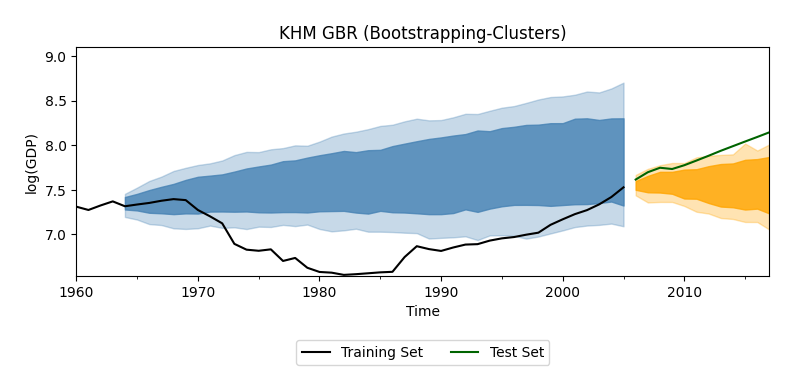 KHM GBR (Bootstrapping-Clusters)
log(GDP)
9.0
8.5
8.0
7.5
7.0
1960 1970 1980 1990 2000 2010
Time
Training Set Test Set